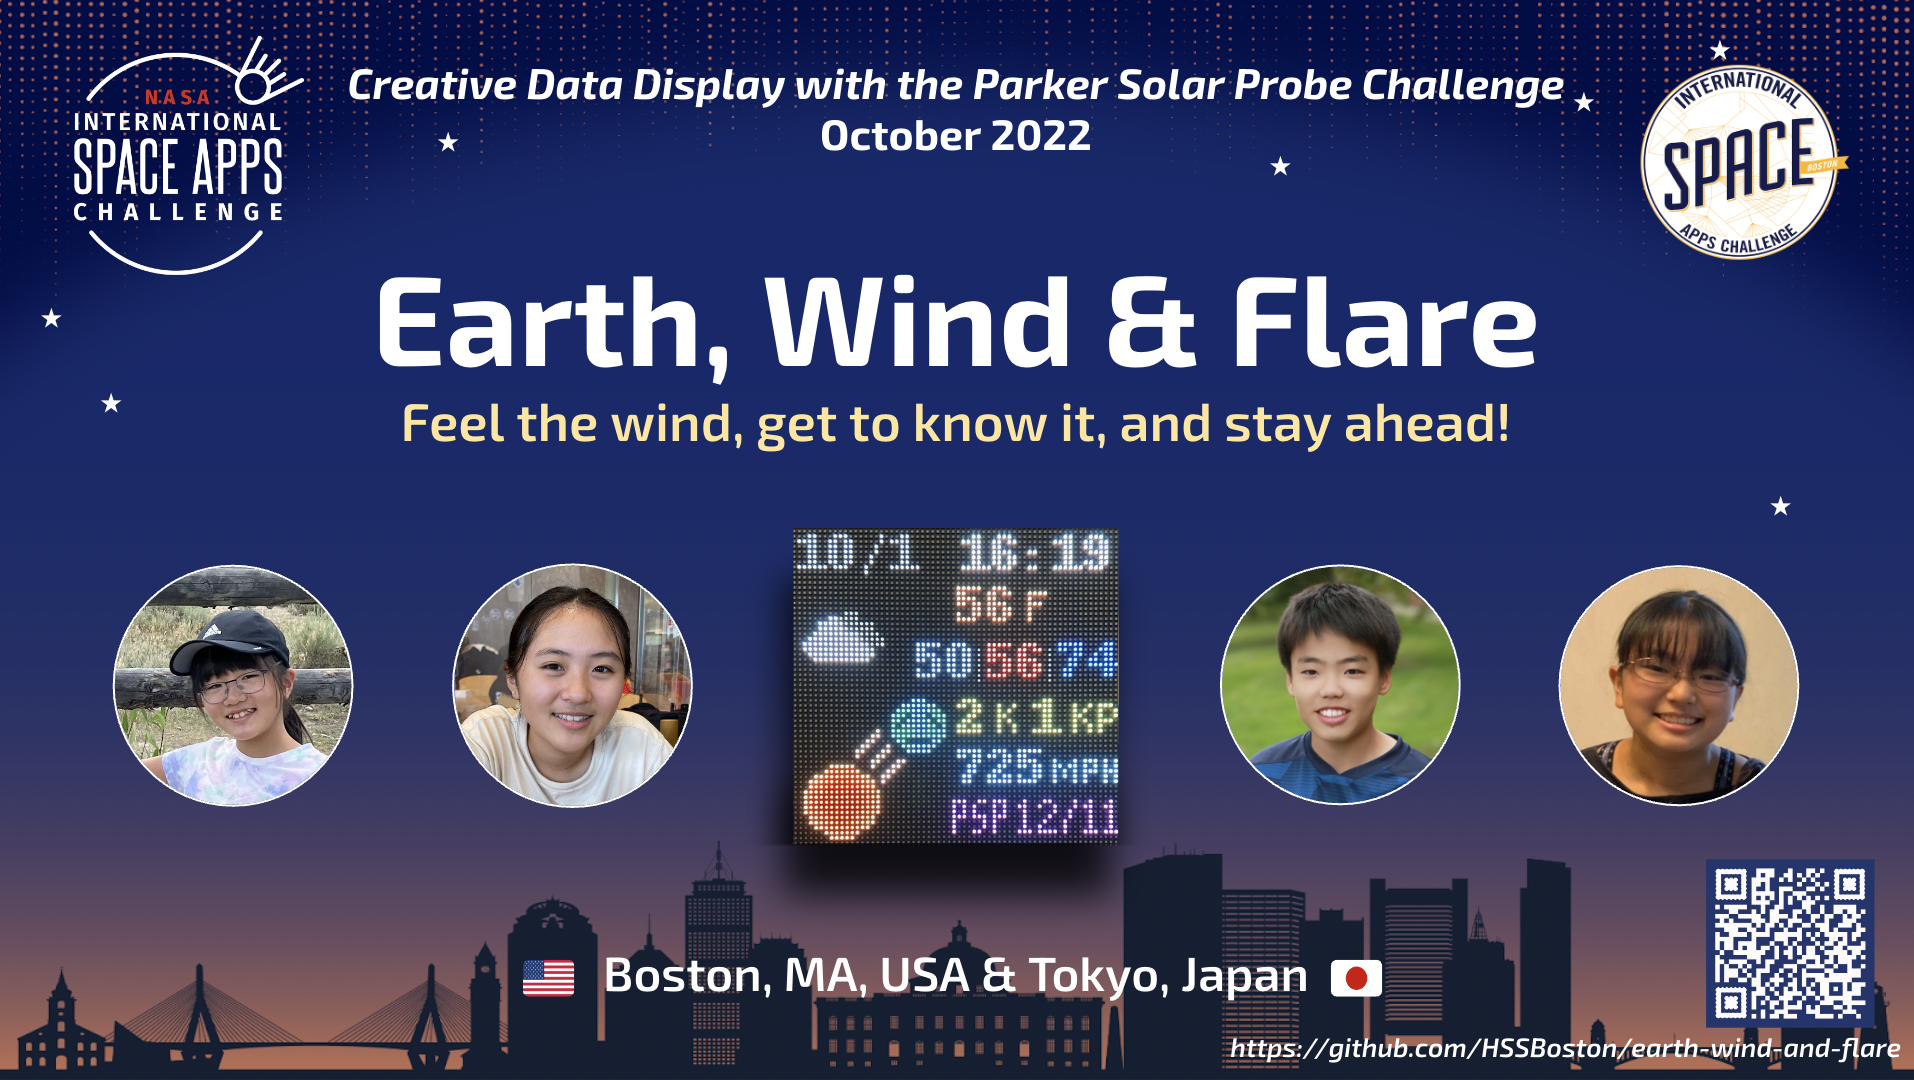 Creative Data Display with the Parker Solar Probe Challenge
October 2022
NASA
INTERNATIONAL
SPACE APPS
CHALLENGE
INTERNATIONAL
SPACE
BOSTON
APPS CHALLENGE
Earth, Wind & Flare
Feel the wind, get to know it, and stay ahead!
10/1 16:19
56 F
50 56 74
2 K 1 KP
725 MPH
PSP 12/11
Boston, MA, USA & Tokyo, Japan
https://github.com/HSSBoston/earth-wind-and-flare